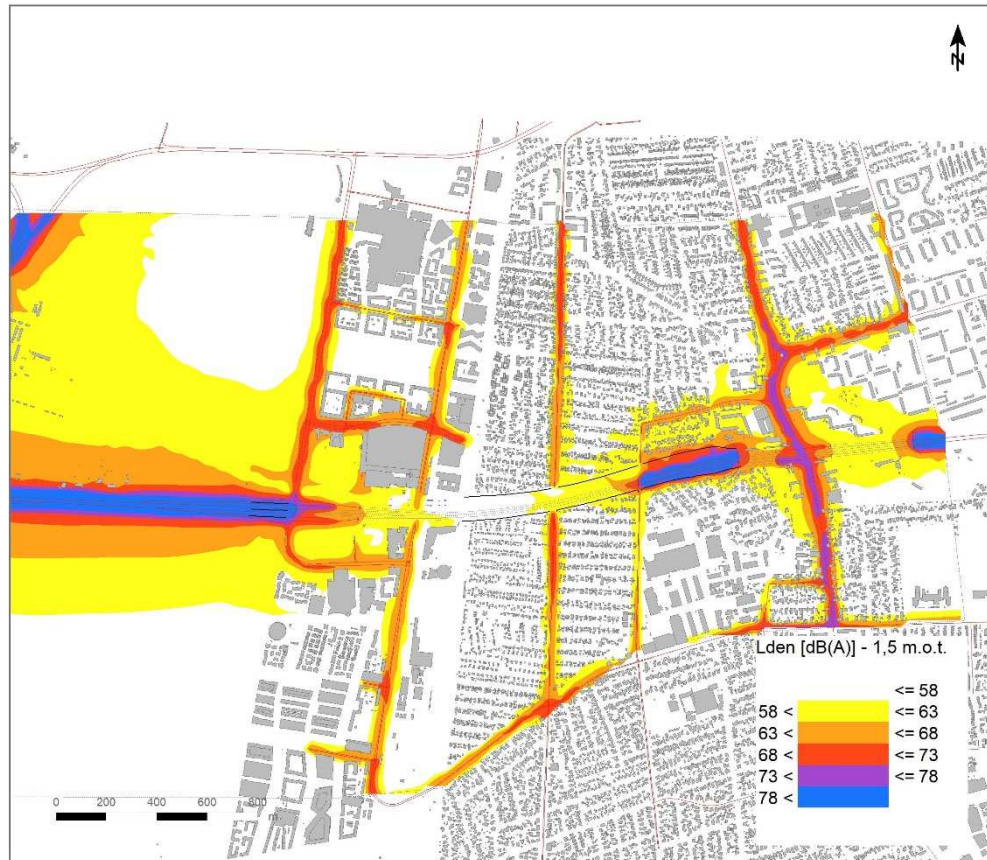 N
Lden [dB(A)] - 1,5 m.o.t.
<= 58
58 < <= 63
63 < <= 68
68 < <= 73
73 < <= 78
78 <
0 200 400 600 800
m